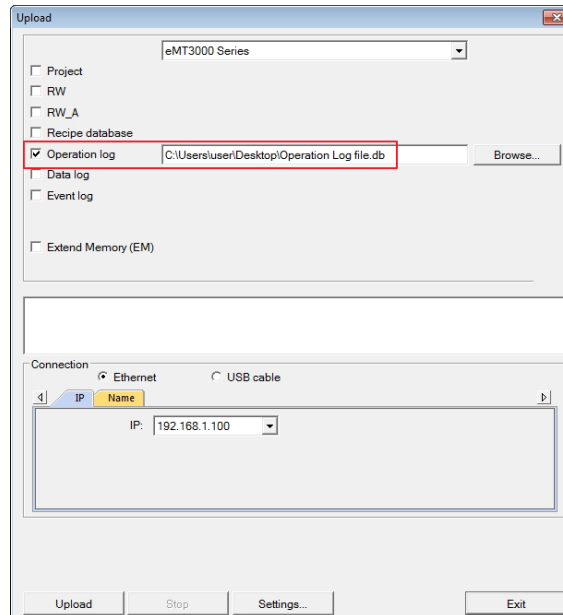 Upload
eMT3000 Series
Project
RW
RW_A
Recipe database
Operation log C:\Users\user\Desktop\Operation Log file.db Browse...
Data log
Event log
Extend Memory (EM)
Connection
Ethernet USB cable
IP Name
IP: 192.168.1.100
Upload Stop Settings... Exit